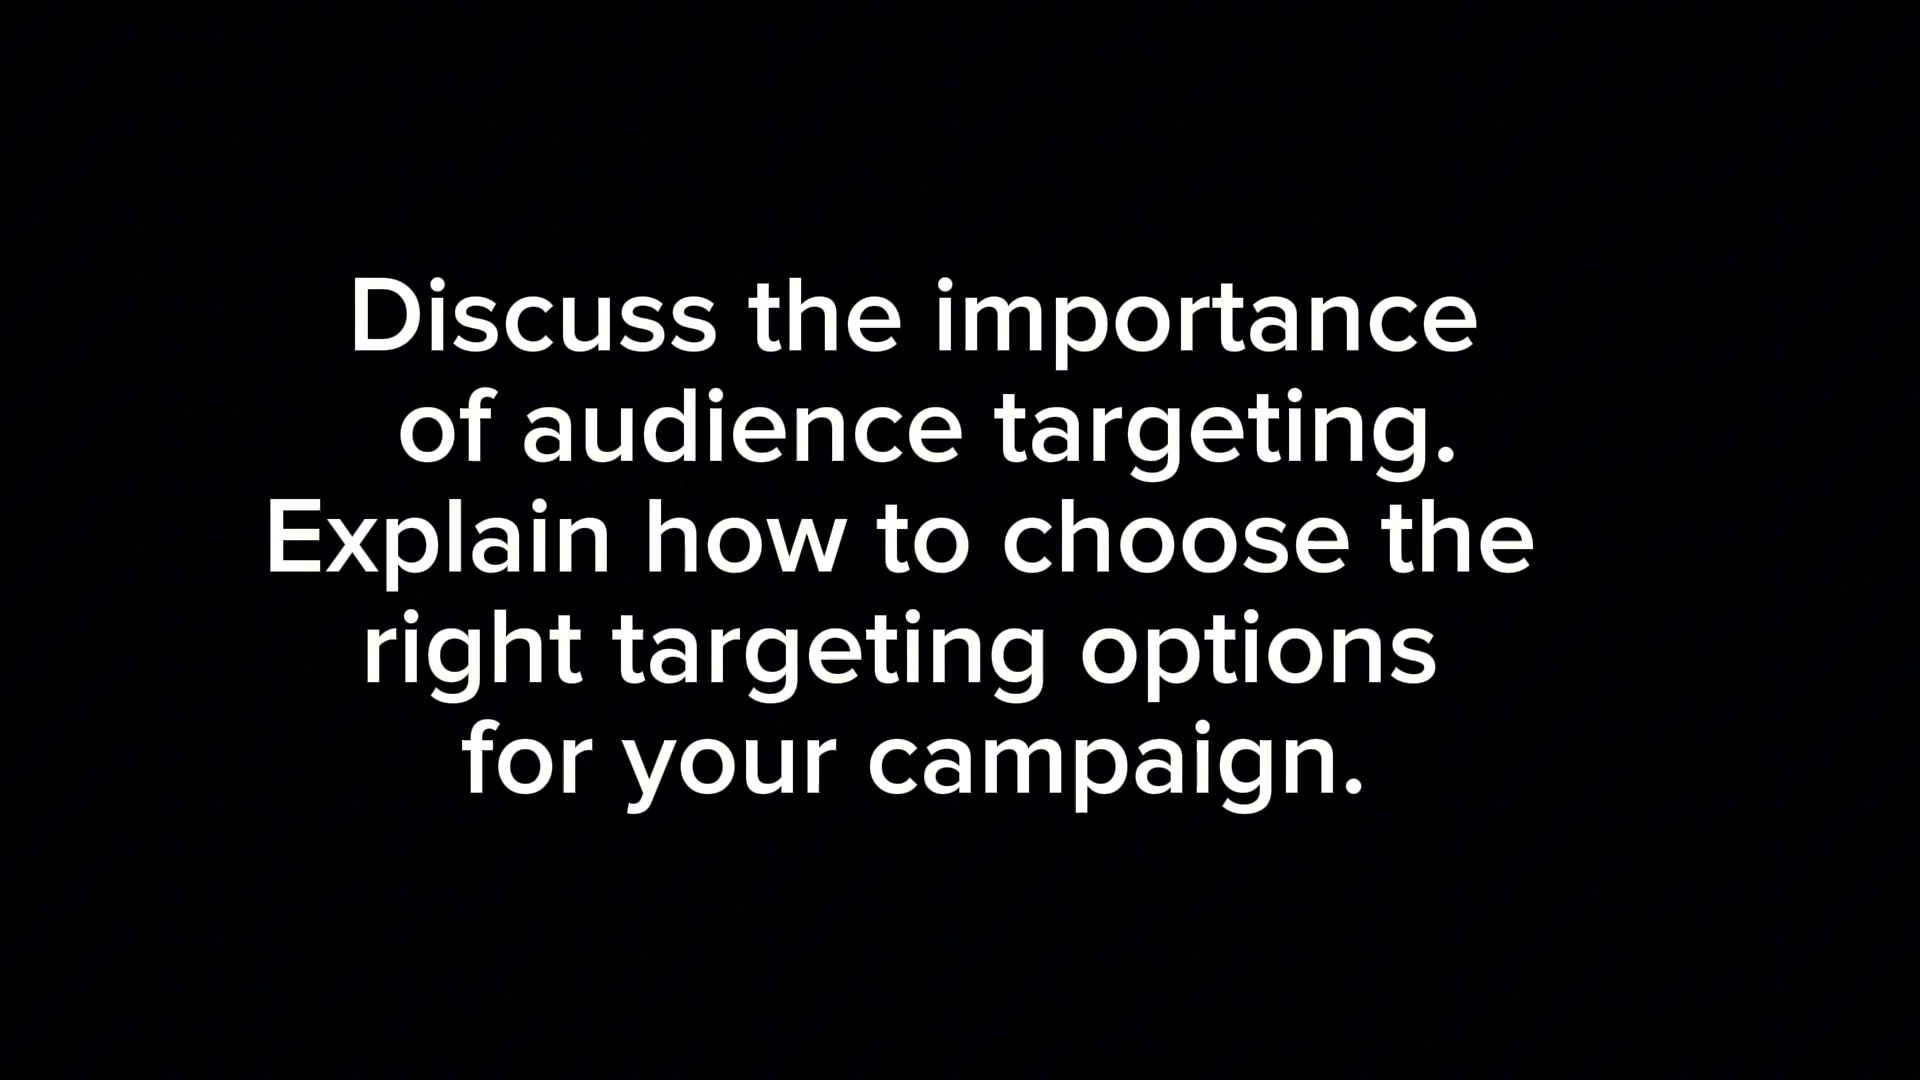 Discuss the importance
of audience targeting.
Explain how to choose the
right targeting options
for your campaign.